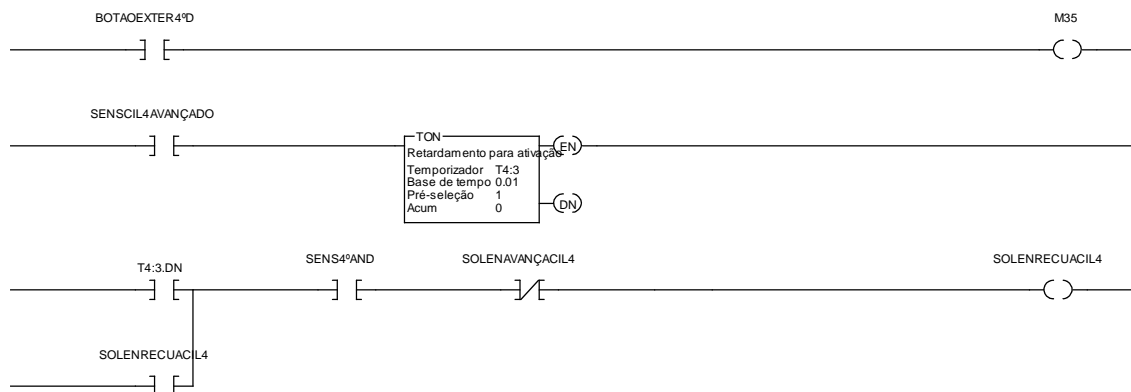 BOTAOEXTER4ºD
M35
SENSCIL4AVANÇADO
TON
Retardamento para ativação
EN
Temporizador T4:3
Base de tempo 0.01
Pré-seleção 1
Acum 0
DN
T4:3.DN
SENS4ºAND
SOLENAVANÇACIL4
SOLENRECUACIL4
SOLENRECUACIL4